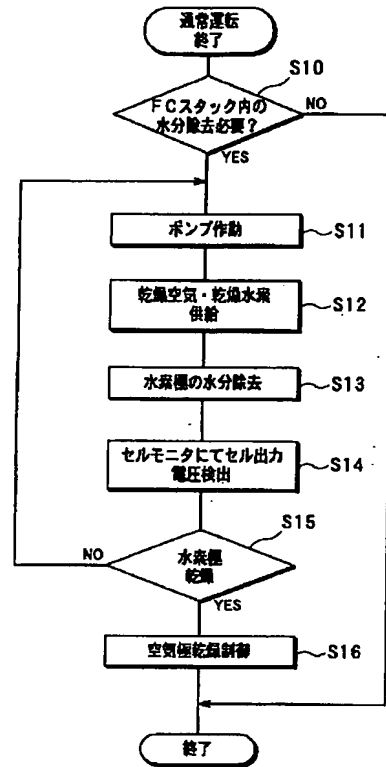 通常運転
終了
S10
FCスタック内の
水分除去必要？
NO
YES
ポンプ作動
S11
乾燥空気・乾燥水素
供給
S12
水素極の水分除去
S13
セルモニタにてセル出力
電圧検出
S14
S15
NO
水素極
乾燥
YES
空気極乾燥制御
S16
終了